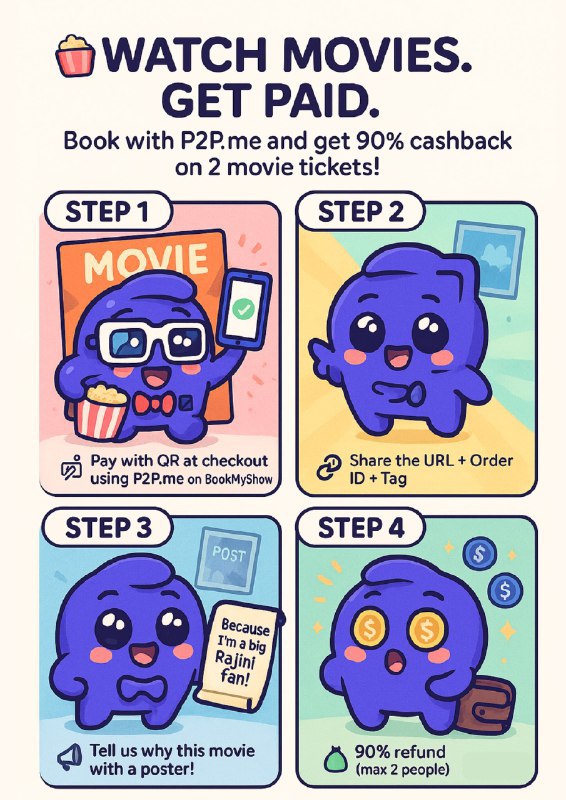 WATCH MOVIES.
GET PAID.
Book with P2P.me and get 90% cashback
on 2 movie tickets!
STEP 1
MOVIE
Pay with QR at checkout
using P2P.me on BookMyShow
STEP 2
Share the URL + Order
ID + Tag
STEP 3
POST
Because
I'm a big
Rajini
fan!
Tell us why this movie
with a poster!
STEP 4
$
$
$
$
90% refund
(max 2 people)